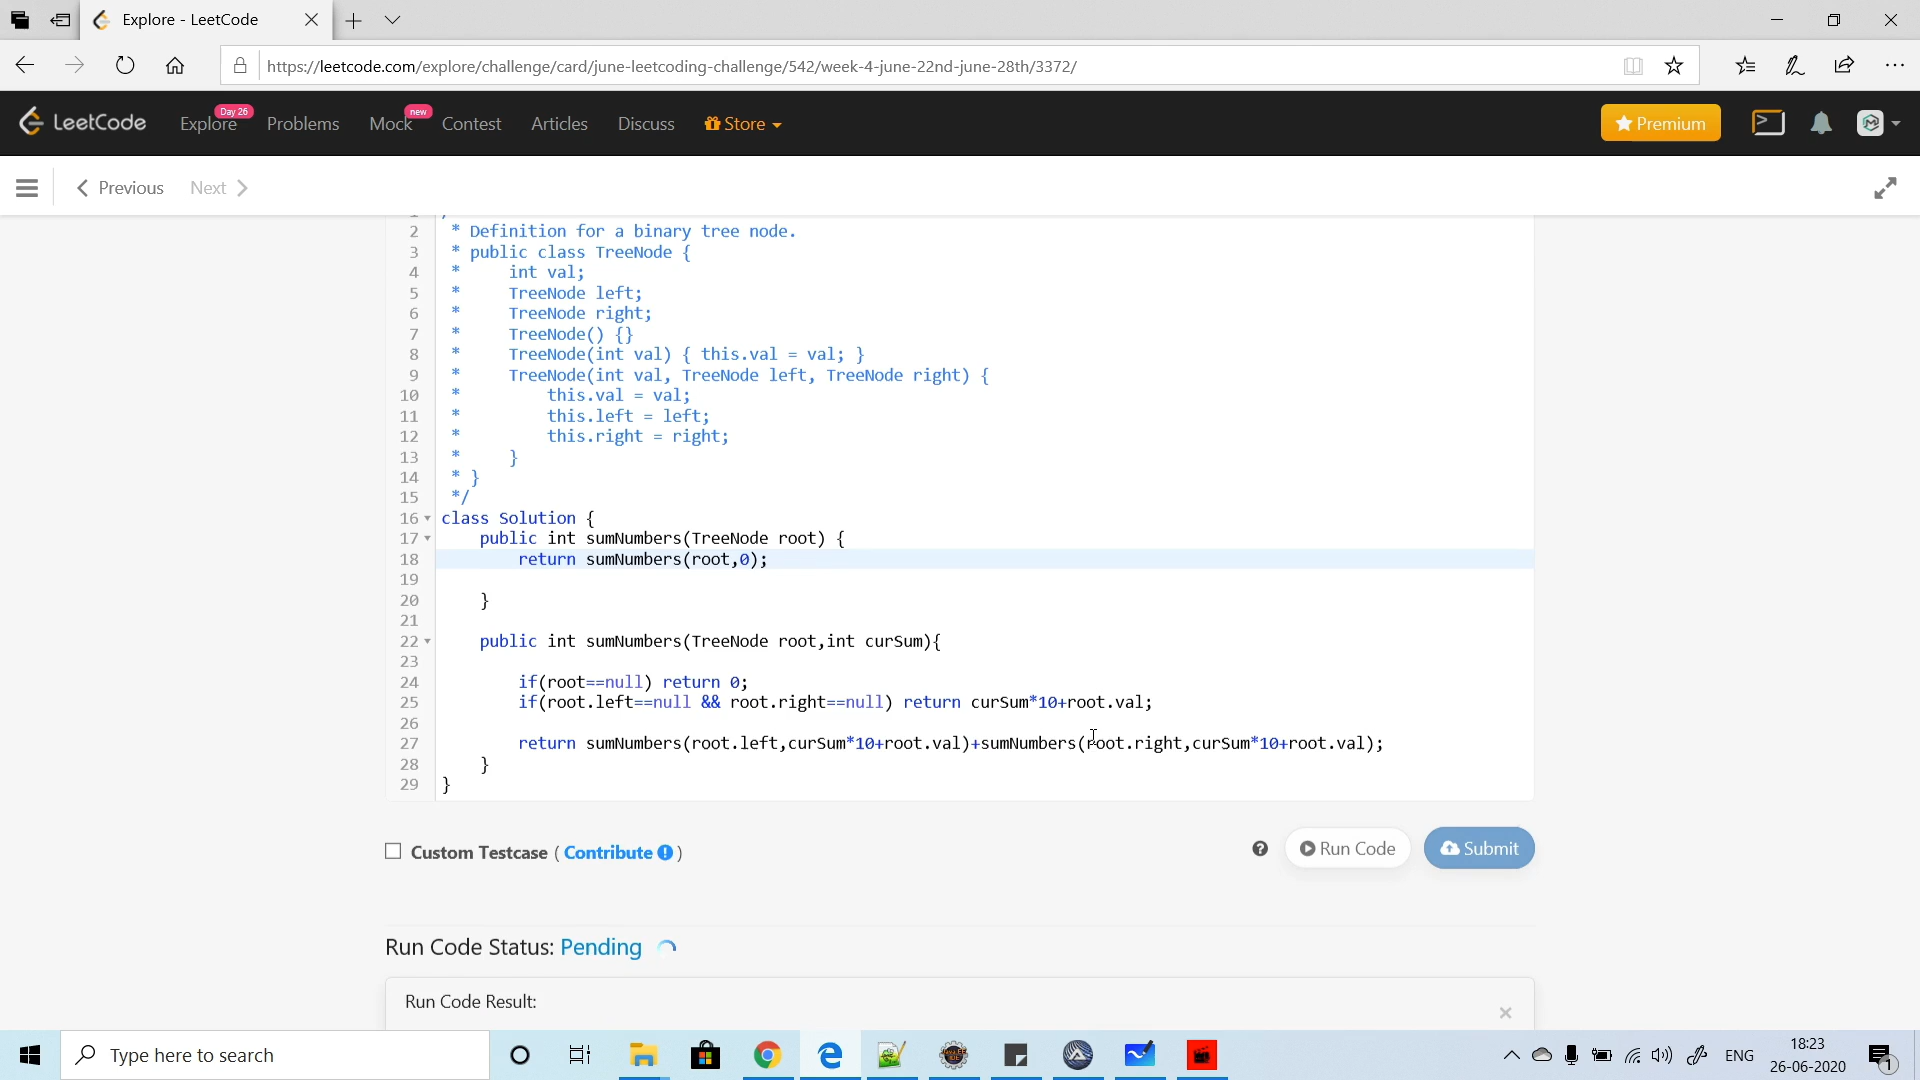 Explore - LeetCode
https://leetcode.com/explore/challenge/card/june-leetcoding-challenge/542/week-4-june-22nd-june-28th/3372/
LeetCode Explore Day 26 Problems Mock new Contest Articles Discuss Store Premium
Previous Next
2 * Definition for a binary tree node.
3 * public class TreeNode {
4 *     int val;
5 *     TreeNode left;
6 *     TreeNode right;
7 *     TreeNode() {}
8 *     TreeNode(int val) { this.val = val; }
9 *     TreeNode(int val, TreeNode left, TreeNode right) {
10 *         this.val = val;
11 *         this.left = left;
12 *         this.right = right;
13 *     }
14 * }
15 */
16 class Solution {
17     public int sumNumbers(TreeNode root) {
18         return sumNumbers(root,0);
19
20     }
21
22     public int sumNumbers(TreeNode root,int curSum){
23
24         if(root==null) return 0;
25         if(root.left==null && root.right==null) return curSum*10+root.val;
26
27         return sumNumbers(root.left,curSum*10+root.val)+sumNumbers(root.right,curSum*10+root.val);
28     }
29 }
Custom Testcase ( Contribute ) Run Code Submit
Run Code Status: Pending
Run Code Result:
Type here to search
ENG
18:23
26-06-2020
1